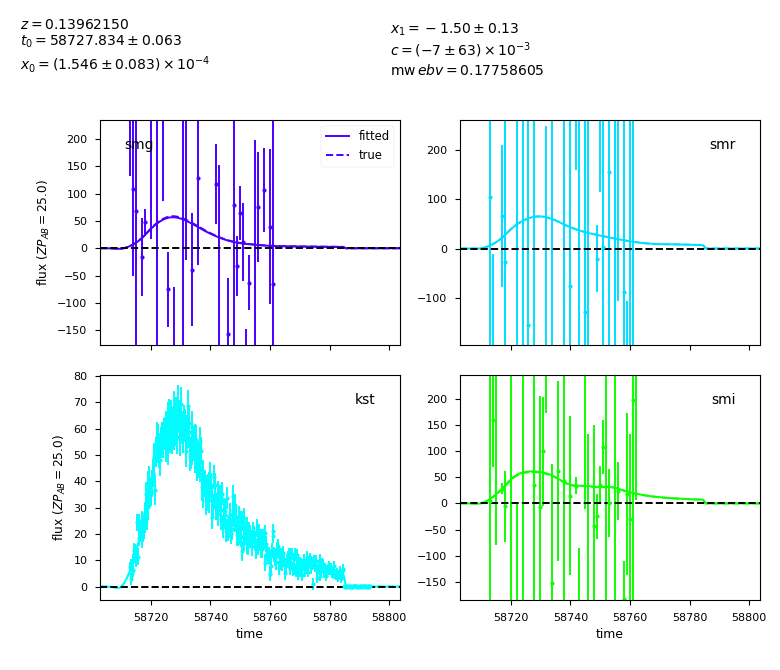 z = 0.13962150
t0 = 58727.834 ± 0.063
x0 = (1.546 ± 0.083) × 10⁻⁴
x1 = −1.50 ± 0.13
c = (−7 ± 63) × 10⁻³
mw ebv = 0.17758605
smg
fitted
true
200
150
100
50
0
−50
−100
−150
flux (ZP_AB = 25.0)
smr
200
100
0
−100
kst
80
70
60
50
40
30
20
10
0
flux (ZP_AB = 25.0)
58720 58740 58760 58780 58800
time
smi
200
150
100
50
0
−50
−100
−150
58720 58740 58760 58780 58800
time